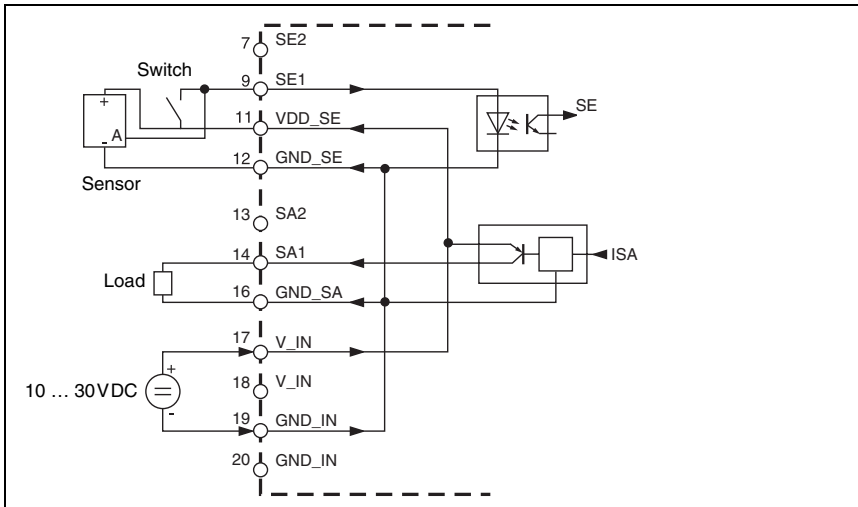 7 SE2
Switch
9 SE1
SE
+
11 VDD_SE
A
-
12 GND_SE
Sensor
13 SA2
14 SA1
ISA
Load
16 GND_SA
17 V_IN
+
10 ... 30VDC
18 V_IN
-
19 GND_IN
20 GND_IN